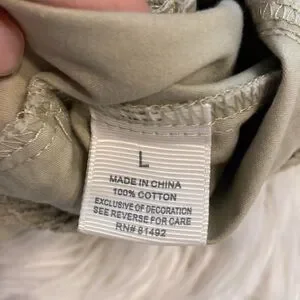 L
MADE IN CHINA
100% COTTON
EXCLUSIVE OF DECORATION
SEE REVERSE FOR CARE
RN# 81492